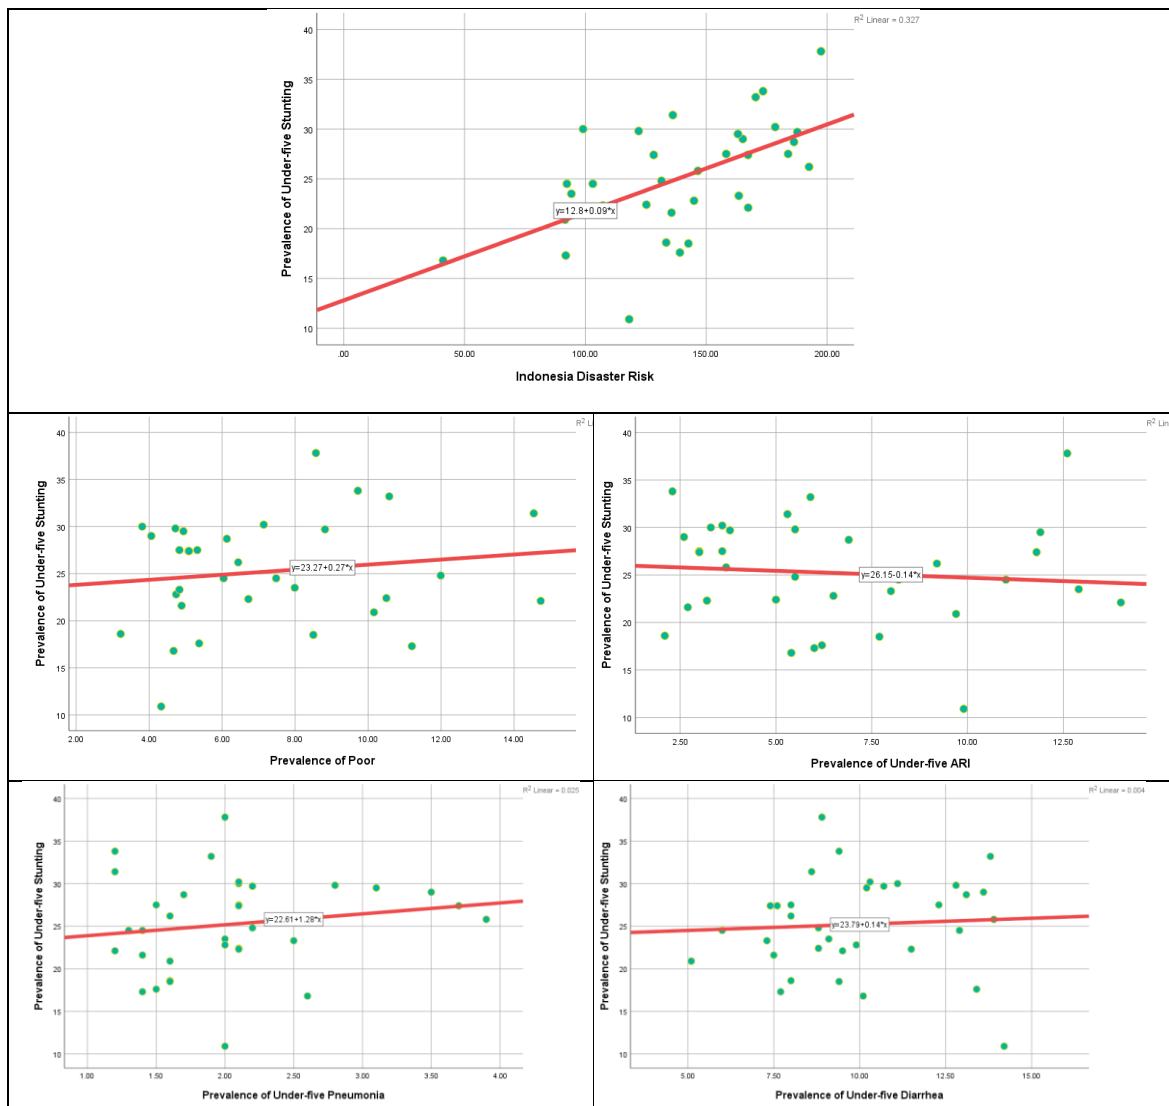 R² Linear = 0.327
40
35
30
25
20
15
10
Prevalence of Under-five Stunting
y=12.8+0.09*x
.00 50.00 100.00 150.00 200.00
Indonesia Disaster Risk
R² Li
40
35
30
25
20
15
10
Prevalence of Under-five Stunting
y=23.27+0.27*x
2.00 4.00 6.00 8.00 10.00 12.00 14.00
Prevalence of Poor
R² Lin
40
35
30
25
20
15
10
Prevalence of Under-five Stunting
y=26.15-0.14*x
2.50 5.00 7.50 10.00 12.50
Prevalence of Under-five ARI
R² Linear = 0.025
40
35
30
25
20
15
10
Prevalence of Under-five Stunting
y=22.61+1.28*x
1.00 1.50 2.00 2.50 3.00 3.50 4.00
Prevalence of Under-five Pneumonia
R² Linear = 0.004
40
35
30
25
20
15
10
Prevalence of Under-five Stunting
y=23.79+0.14*x
5.00 7.50 10.00 12.50 15.00
Prevalence of Under-five Diarrhea